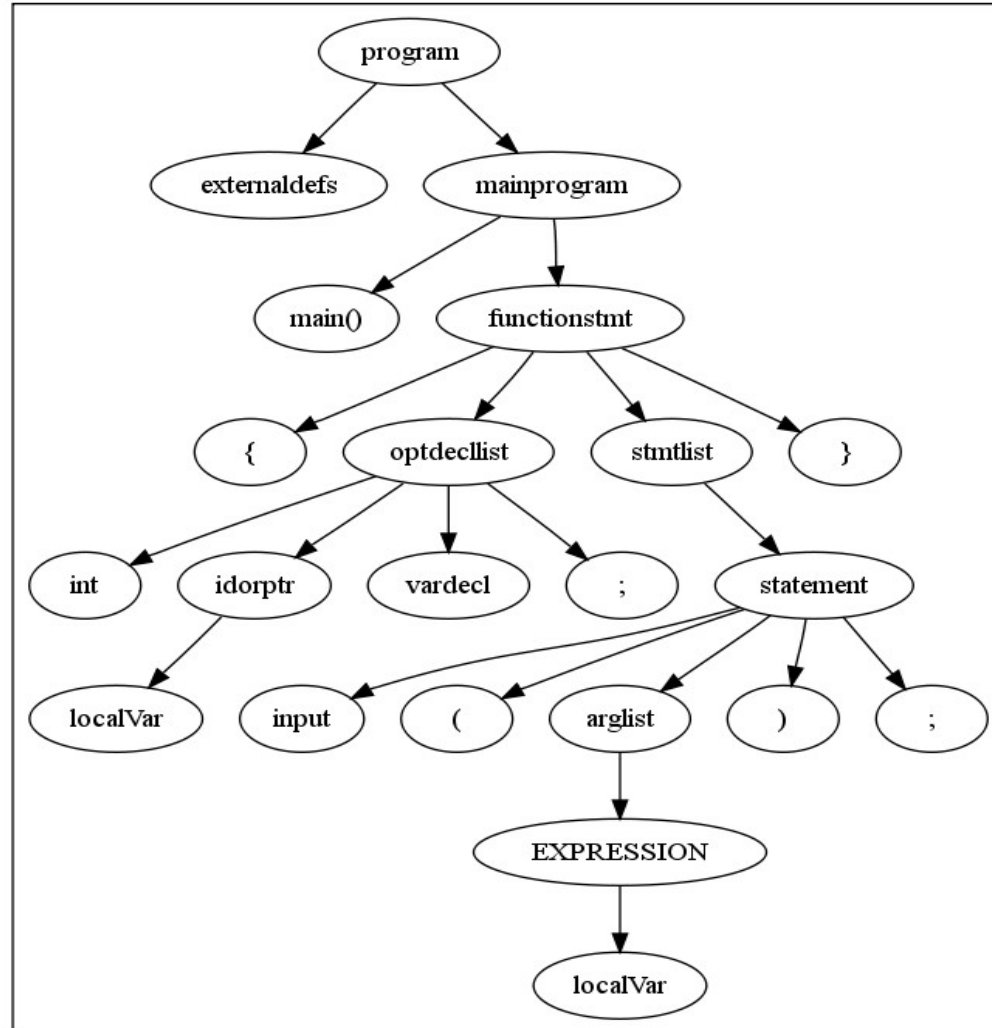 program
externaldefs
mainprogram
main()
functionstmt
{
optdecllist
stmtlist
}
int
idorptr
vardecl
;
statement
localVar
input
(
arglist
)
;
EXPRESSION
localVar